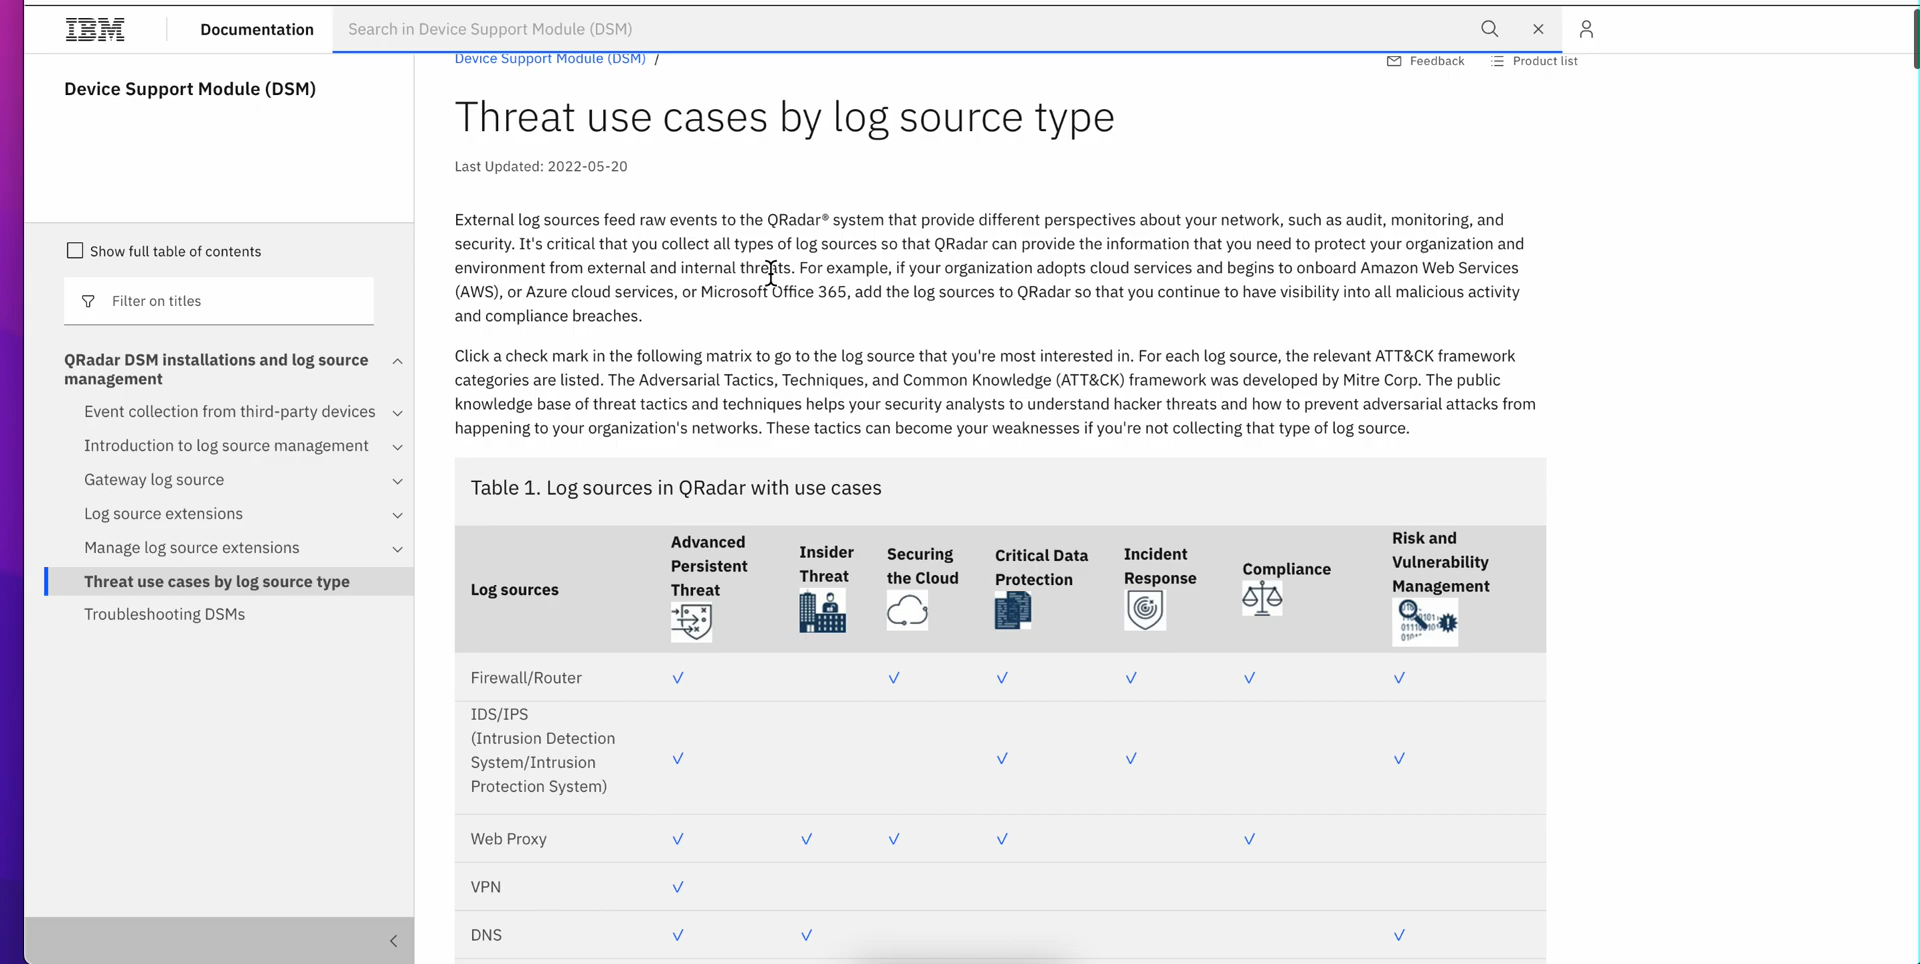 IBM
Documentation
Search in Device Support Module (DSM)
Device Support Module (DSM)
Device Support Module (DSM) /
Feedback
Product list
Threat use cases by log source type
Last Updated: 2022-05-20
External log sources feed raw events to the QRadar® system that provide different perspectives about your network, such as audit, monitoring, and
security. It's critical that you collect all types of log sources so that QRadar can provide the information that you need to protect your organization and
environment from external and internal threats. For example, if your organization adopts cloud services and begins to onboard Amazon Web Services
(AWS), or Azure cloud services, or Microsoft Office 365, add the log sources to QRadar so that you continue to have visibility into all malicious activity
and compliance breaches.
Click a check mark in the following matrix to go to the log source that you're most interested in. For each log source, the relevant ATT&CK framework
categories are listed. The Adversarial Tactics, Techniques, and Common Knowledge (ATT&CK) framework was developed by Mitre Corp. The public
knowledge base of threat tactics and techniques helps your security analysts to understand hacker threats and how to prevent adversarial attacks from
happening to your organization's networks. These tactics can become your weaknesses if you're not collecting that type of log source.
Show full table of contents
Filter on titles
QRadar DSM installations and log source
management
Event collection from third-party devices
Introduction to log source management
Gateway log source
Log source extensions
Manage log source extensions
Threat use cases by log source type
Troubleshooting DSMs
Table 1. Log sources in QRadar with use cases
Log sources
Advanced
Persistent
Threat
Insider
Threat
Securing
the Cloud
Critical Data
Protection
Incident
Response
Compliance
Risk and
Vulnerability
Management
Firewall/Router
IDS/IPS
(Intrusion Detection
System/Intrusion
Protection System)
Web Proxy
VPN
DNS